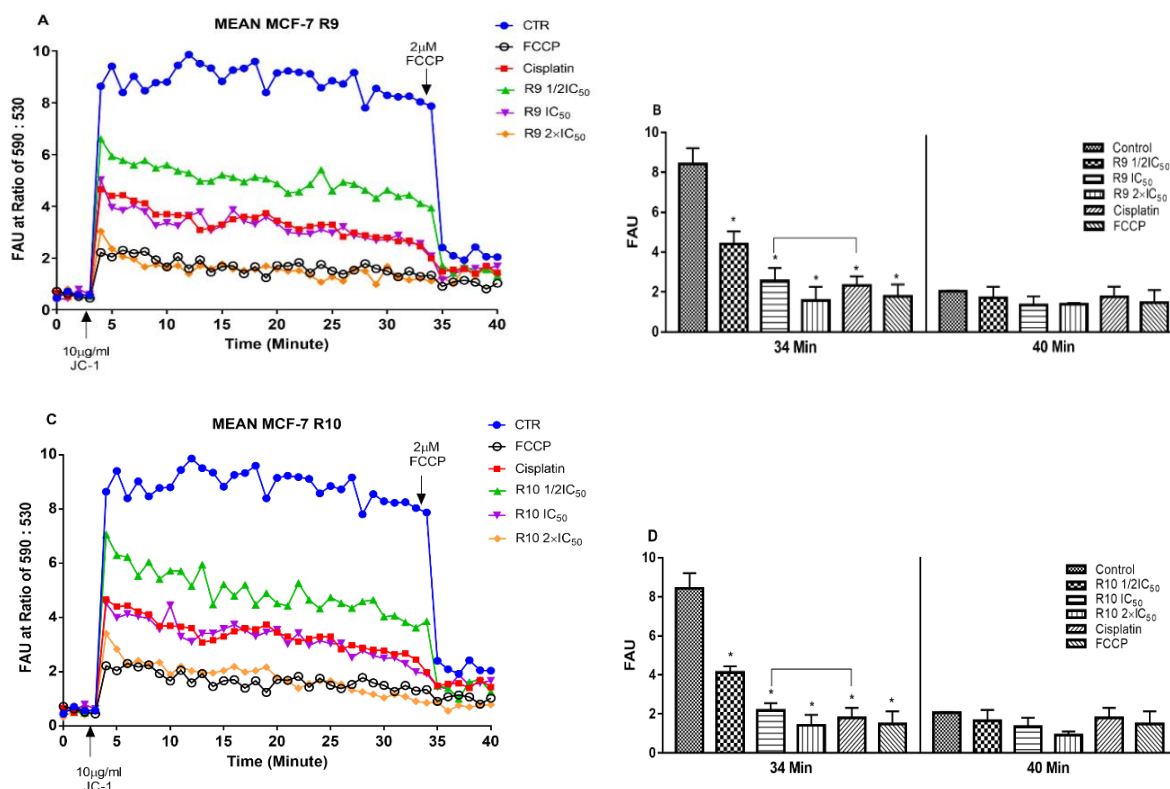 A
MEAN MCF-7 R9
FAU at Ratio of 590 : 530
10
8
6
4
2
0
0 5 10 15 20 25 30 35 40
Time (Minute)
10µg/ml
JC-1
2µM
FCCP
CTR
FCCP
Cisplatin
R9 1/2IC50
R9 IC50
R9 2×IC50
B
FAU
10
8
6
4
2
0
* * * * *
34 Min 40 Min
Control
R9 1/2IC50
R9 IC50
R9 2×IC50
Cisplatin
FCCP
C
MEAN MCF-7 R10
FAU at Ratio of 590 : 530
10
8
6
4
2
0
0 5 10 15 20 25 30 35 40
Time (Minute)
10µg/ml
JC-1
2µM
FCCP
CTR
FCCP
Cisplatin
R10 1/2IC50
R10 IC50
R10 2×IC50
D
FAU
10
8
6
4
2
0
* * * * *
34 Min 40 Min
Control
R10 1/2IC50
R10 IC50
R10 2×IC50
Cisplatin
FCCP